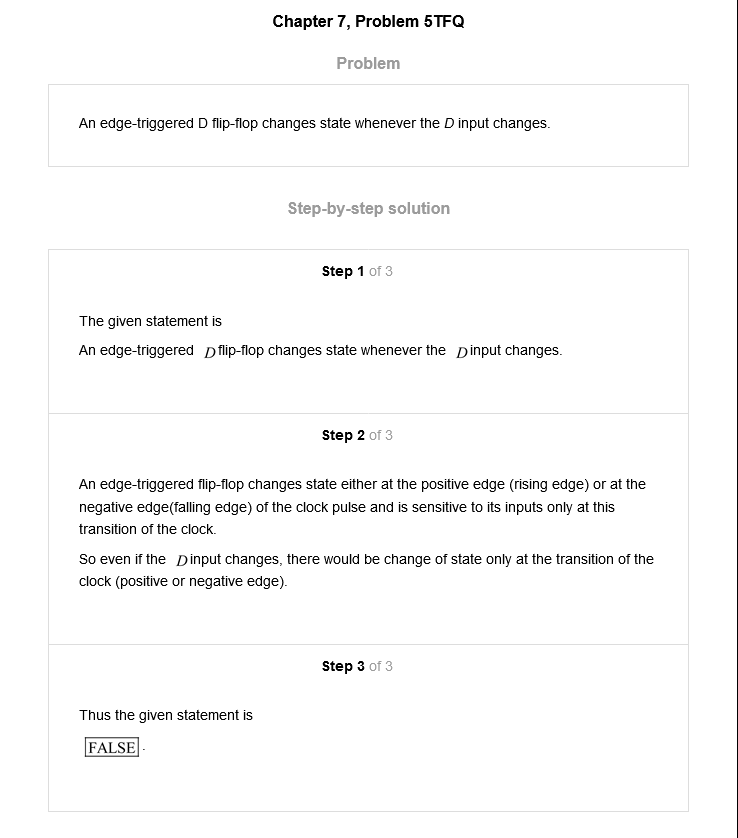 Chapter 7, Problem 5TFQ
Problem
An edge-triggered D flip-flop changes state whenever the D input changes.
Step-by-step solution
Step 1 of 3
The given statement is
An edge-triggered D flip-flop changes state whenever the D input changes.
Step 2 of 3
An edge-triggered flip-flop changes state either at the positive edge (rising edge) or at the
negative edge(falling edge) of the clock pulse and is sensitive to its inputs only at this
transition of the clock.
So even if the D input changes, there would be change of state only at the transition of the
clock (positive or negative edge).
Step 3 of 3
Thus the given statement is
FALSE.